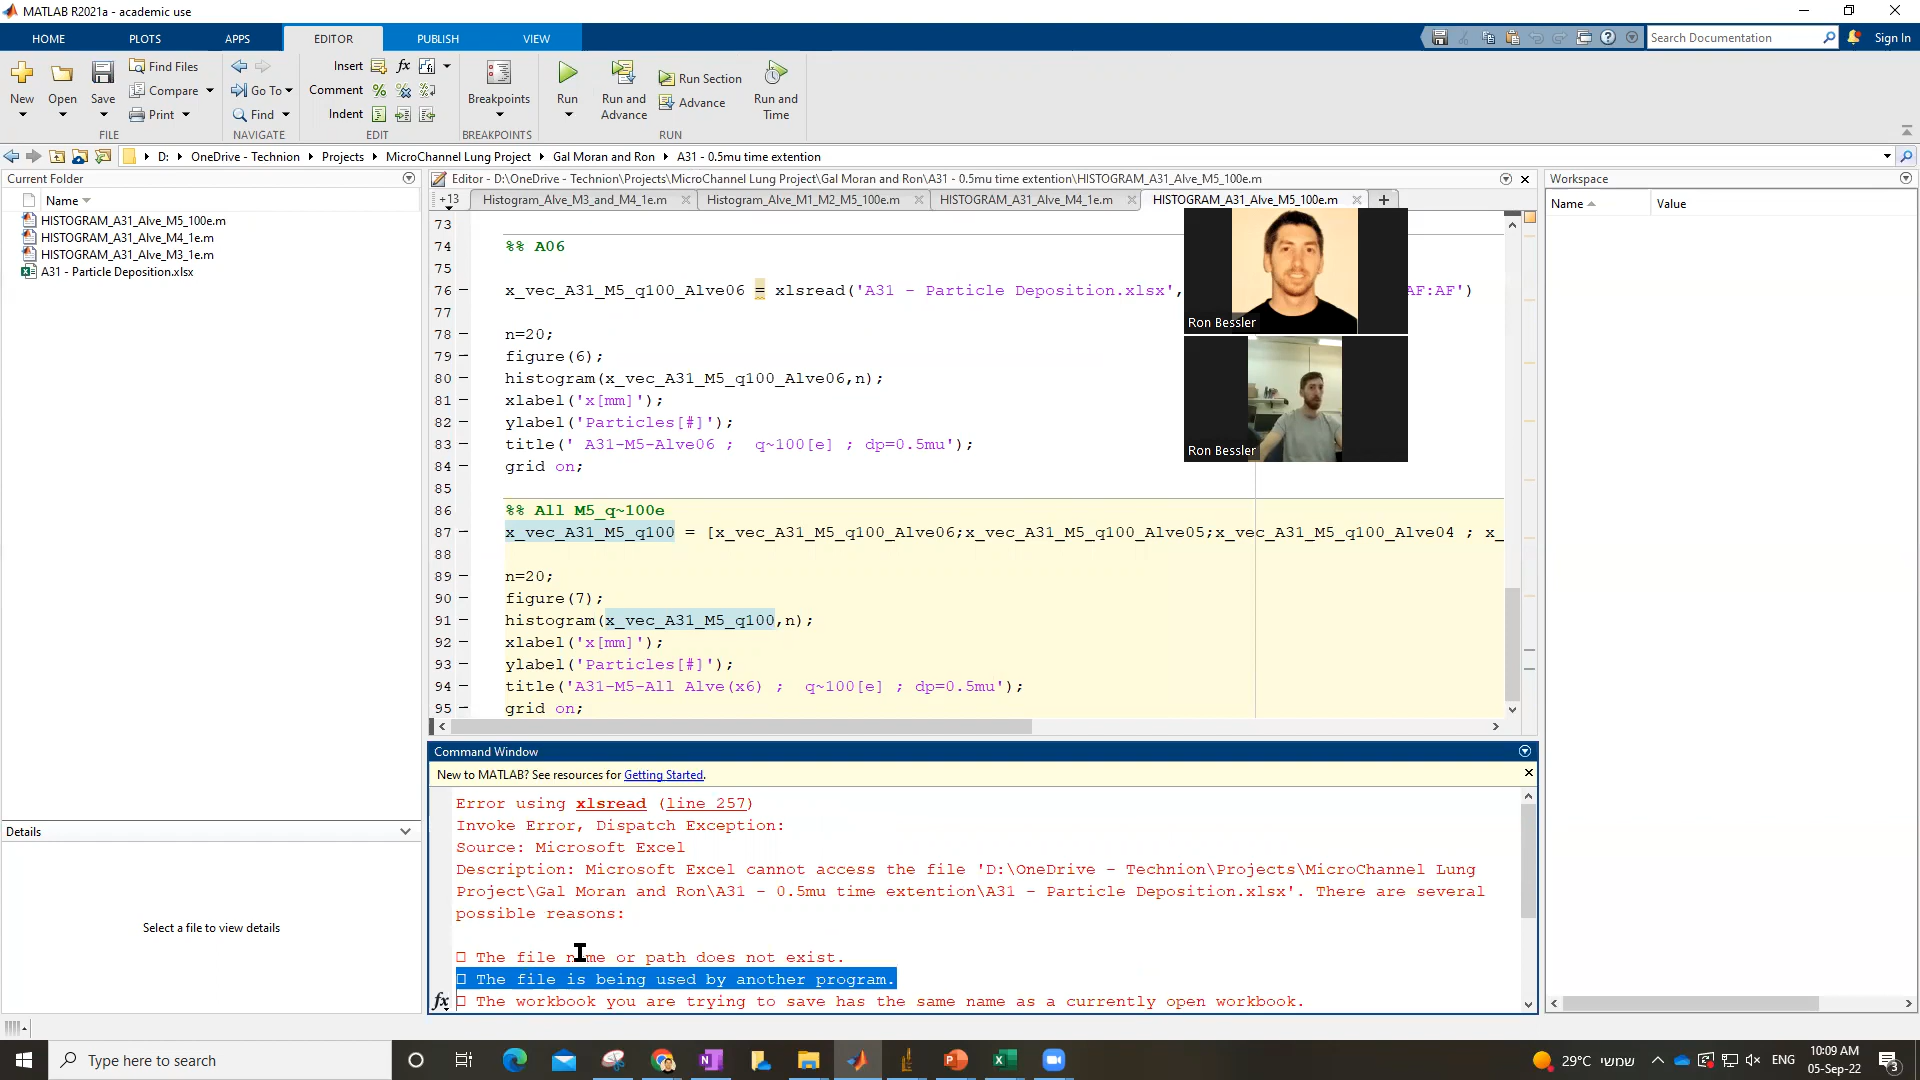 MATLAB R2021a - academic use
HOME
PLOTS
APPS
EDITOR
PUBLISH
VIEW
Search Documentation
Sign In
New
Open
Save
Find Files
Compare
Print
Go To
Find
Insert
fx
Comment
Indent
Breakpoints
Run
Run and Advance
Run Section
Advance
Run and Time
FILE
NAVIGATE
EDIT
BREAKPOINTS
RUN
D:
OneDrive - Technion
Projects
MicroChannel Lung Project
Gal Moran and Ron
A31 - 0.5mu time extention
Current Folder
Name
HISTOGRAM_A31_Alve_M5_100e.m
HISTOGRAM_A31_Alve_M4_1e.m
HISTOGRAM_A31_Alve_M3_1e.m
A31 - Particle Deposition.xlsx
Details
Select a file to view details
Editor - D:\OneDrive - Technion\Projects\MicroChannel Lung Project\Gal Moran and Ron\A31 - 0.5mu time extention\HISTOGRAM_A31_Alve_M5_100e.m
+13
Histogram_Alve_M3_and_M4_1e.m
Histogram_Alve_M1_M2_M5_100e.m
HISTOGRAM_A31_Alve_M4_1e.m
HISTOGRAM_A31_Alve_M5_100e.m
73
74 %% A06
75
76 x_vec_A31_M5_q100_Alve06 = xlsread('A31 - Particle Deposition.xlsx', AF:AF')
77
78 n=20;
79 figure(6);
80 histogram(x_vec_A31_M5_q100_Alve06,n);
81 xlabel('x[mm]');
82 ylabel('Particles[#]');
83 title(' A31-M5-Alve06 ;  q~100[e] ; dp=0.5mu');
84 grid on;
85
86 %% All M5_q~100e
87 x_vec_A31_M5_q100 = [x_vec_A31_M5_q100_Alve06;x_vec_A31_M5_q100_Alve05;x_vec_A31_M5_q100_Alve04 ; x_
88
89 n=20;
90 figure(7);
91 histogram(x_vec_A31_M5_q100,n);
92 xlabel('x[mm]');
93 ylabel('Particles[#]');
94 title('A31-M5-All Alve(x6) ;  q~100[e] ; dp=0.5mu');
95 grid on;
Ron Bessler
Ron Bessler
Command Window
New to MATLAB? See resources for Getting Started.
Error using xlsread (line 257)
Invoke Error, Dispatch Exception:
Source: Microsoft Excel
Description: Microsoft Excel cannot access the file 'D:\OneDrive - Technion\Projects\MicroChannel Lung
Project\Gal Moran and Ron\A31 - 0.5mu time extention\A31 - Particle Deposition.xlsx'. There are several
possible reasons:
The file name or path does not exist.
The file is being used by another program.
fx The workbook you are trying to save has the same name as a currently open workbook.
Workspace
Name
Value
Type here to search
29°C
שמשי
ENG
10:09 AM
05-Sep-22
3